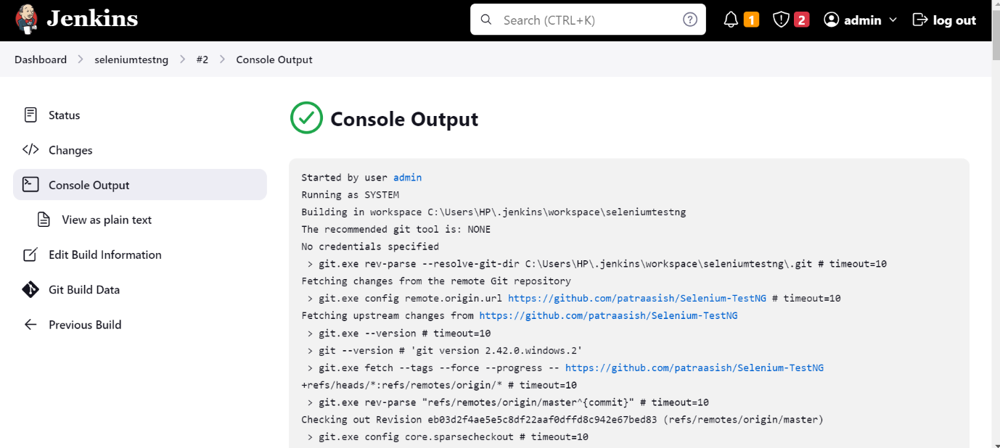 Jenkins
Search (CTRL+K)
?
1
2
admin
log out
Dashboard > seleniumtestng > #2 > Console Output
Status
Changes
Console Output
View as plain text
Edit Build Information
Git Build Data
Previous Build
Console Output
Started by user admin
Running as SYSTEM
Building in workspace C:\Users\HP\.jenkins\workspace\seleniumtestng
The recommended git tool is: NONE
No credentials specified
> git.exe rev-parse --resolve-git-dir C:\Users\HP\.jenkins\workspace\seleniumtestng\.git # timeout=10
Fetching changes from the remote Git repository
> git.exe config remote.origin.url https://github.com/patraasish/Selenium-TestNG # timeout=10
Fetching upstream changes from https://github.com/patraasish/Selenium-TestNG
> git.exe --version # timeout=10
> git --version # 'git version 2.42.0.windows.2'
> git.exe fetch --tags --force --progress -- https://github.com/patraasish/Selenium-TestNG
+refs/heads/*:refs/remotes/origin/* # timeout=10
> git.exe rev-parse "refs/remotes/origin/master^{commit}" # timeout=10
Checking out Revision eb03d2f4ae5e5c8df22aaf0dffd8c942e67bed83 (refs/remotes/origin/master)
> git.exe config core.sparsecheckout # timeout=10